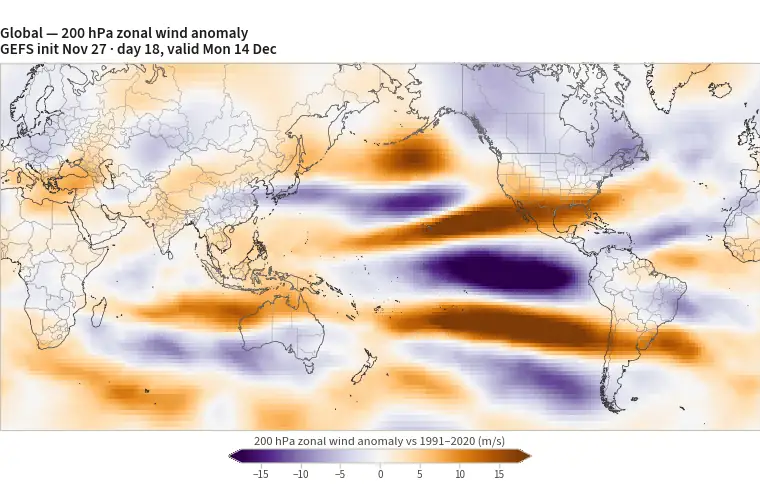 Global — 200 hPa zonal wind anomaly
GEFS init Nov 27 · day 18, valid Mon 14 Dec
200 hPa zonal wind anomaly vs 1991–2020 (m/s)
−15 −10 −5 0 5 10 15